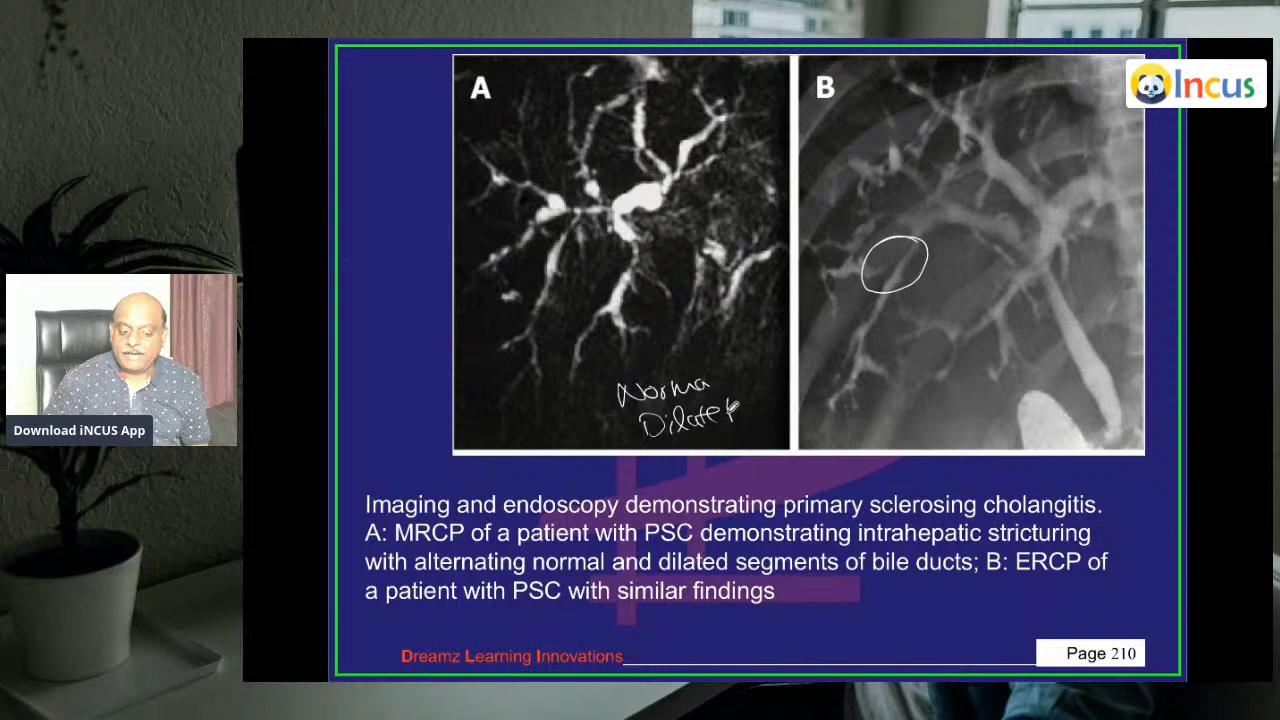 A
B
Incus
Norma
Dilate
Download iNCUS App
Imaging and endoscopy demonstrating primary sclerosing cholangitis.
A: MRCP of a patient with PSC demonstrating intrahepatic stricturing
with alternating normal and dilated segments of bile ducts; B: ERCP of
a patient with PSC with similar findings
Dreamz Learning Innovations
Page 210